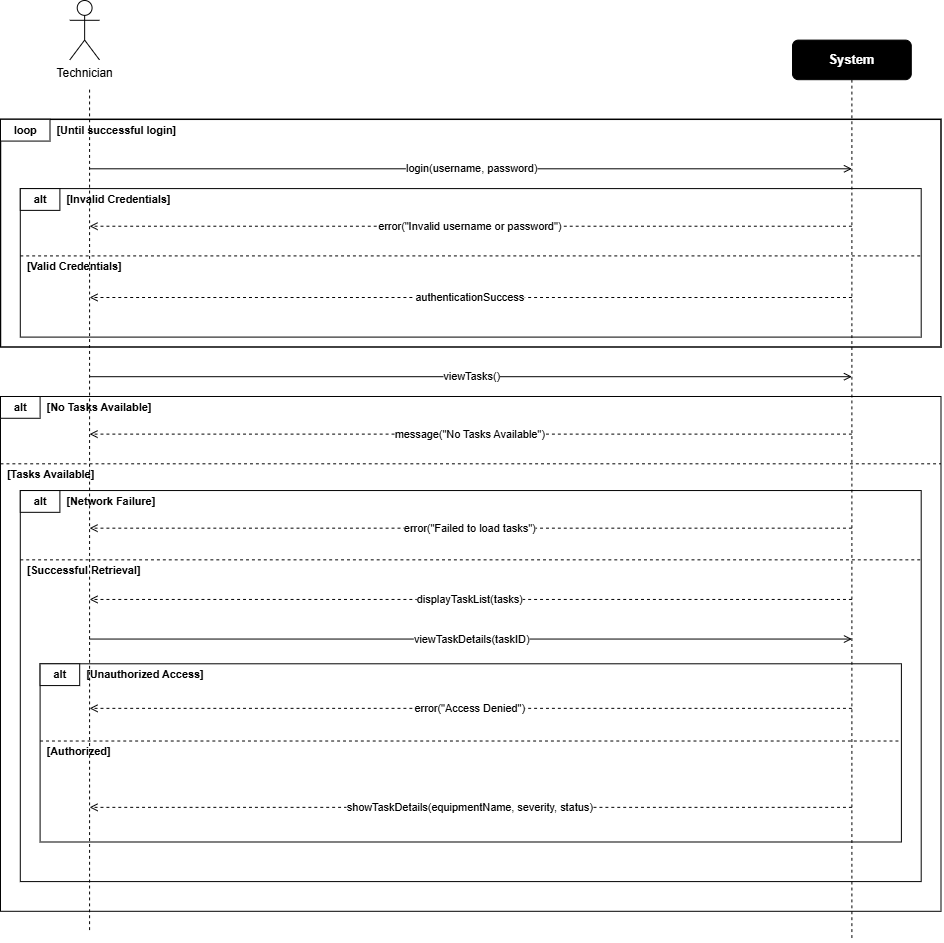 Technician
System
loop [Until successful login]
login(username, password)
alt [Invalid Credentials]
error("Invalid username or password")
[Valid Credentials]
authenticationSuccess
viewTasks()
alt [No Tasks Available]
message("No Tasks Available")
[Tasks Available]
alt [Network Failure]
error("Failed to load tasks")
[Successful Retrieval]
displayTaskList(tasks)
viewTaskDetails(taskID)
alt [Unauthorized Access]
error("Access Denied")
[Authorized]
showTaskDetails(equipmentName, severity, status)